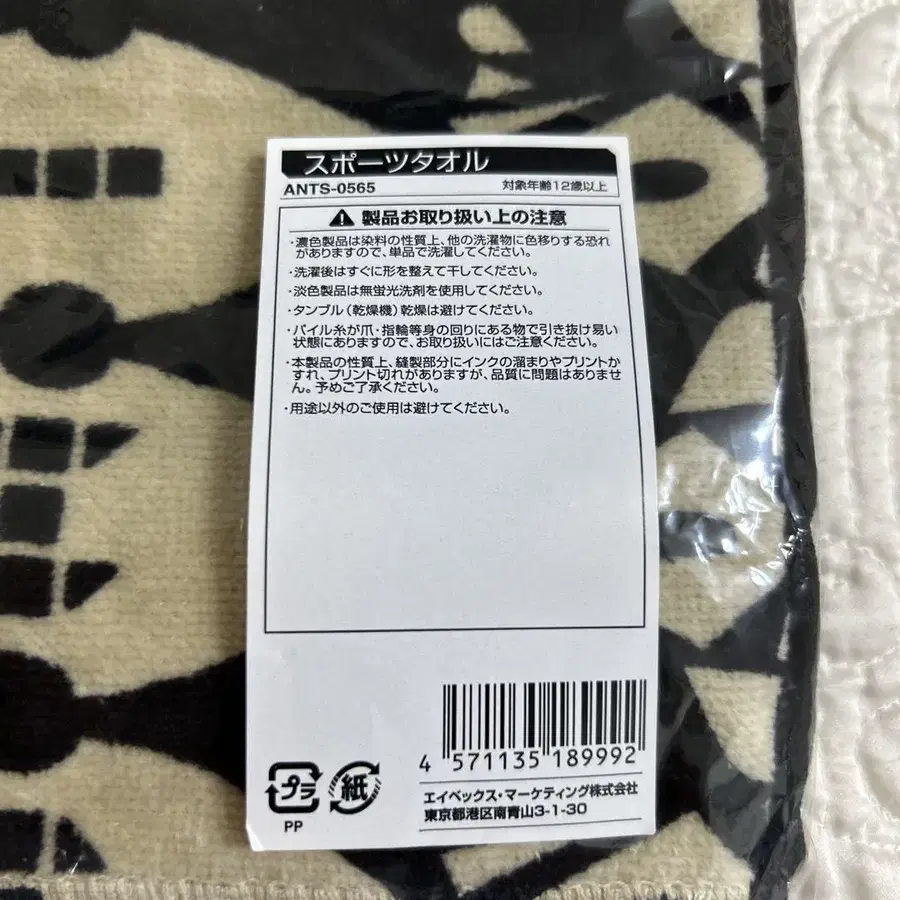 スポーツタオル
ANTS-0565 対象年齢12歳以上
製品お取り扱い上の注意
・濃色製品は染料の性質上、他の洗濯物に色移りする恐れ
がありますので、単品で洗濯してください。
・洗濯後はすぐに形を整えて干してください。
・淡色製品は無蛍光洗剤を使用してください。
・タンブル（乾燥機）乾燥は避けてください。
・パイル糸が爪・指輪等身の回りにある物で引き抜け易い
状態にありますので、お取り扱いにはご注意ください。
・本製品の性質上、縫製部分にインクの溜まりやプリントか
すれ、プリント切れがありますが、品質に問題はありませ
ん。予めご了承ください。
・用途以外のご使用は避けてください。
4 571135 189992
プラ 紙
PP
エイベックス・マーケティング株式会社
東京都港区南青山3-1-30